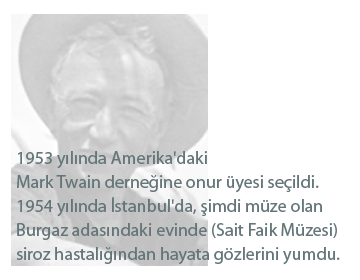 1953 yılında Amerika'daki
Mark Twain derneğine onur üyesi seçildi.
1954 yılında İstanbul'da, şimdi müze olan
Burgaz adasındaki evinde (Sait Faik Müzesi)
siroz hastalığından hayata gözlerini yumdu.